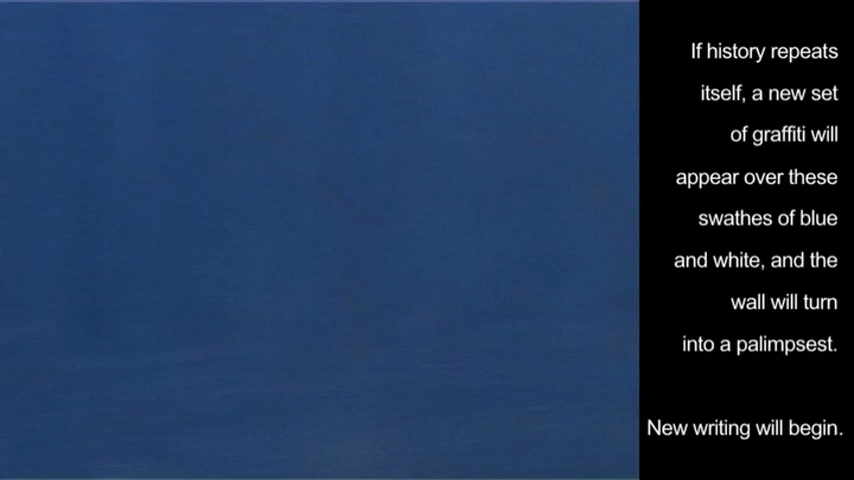 If history repeats
itself, a new set
of graffiti will
appear over these
swathes of blue
and white, and the
wall will turn
into a palimpsest.
New writing will begin.